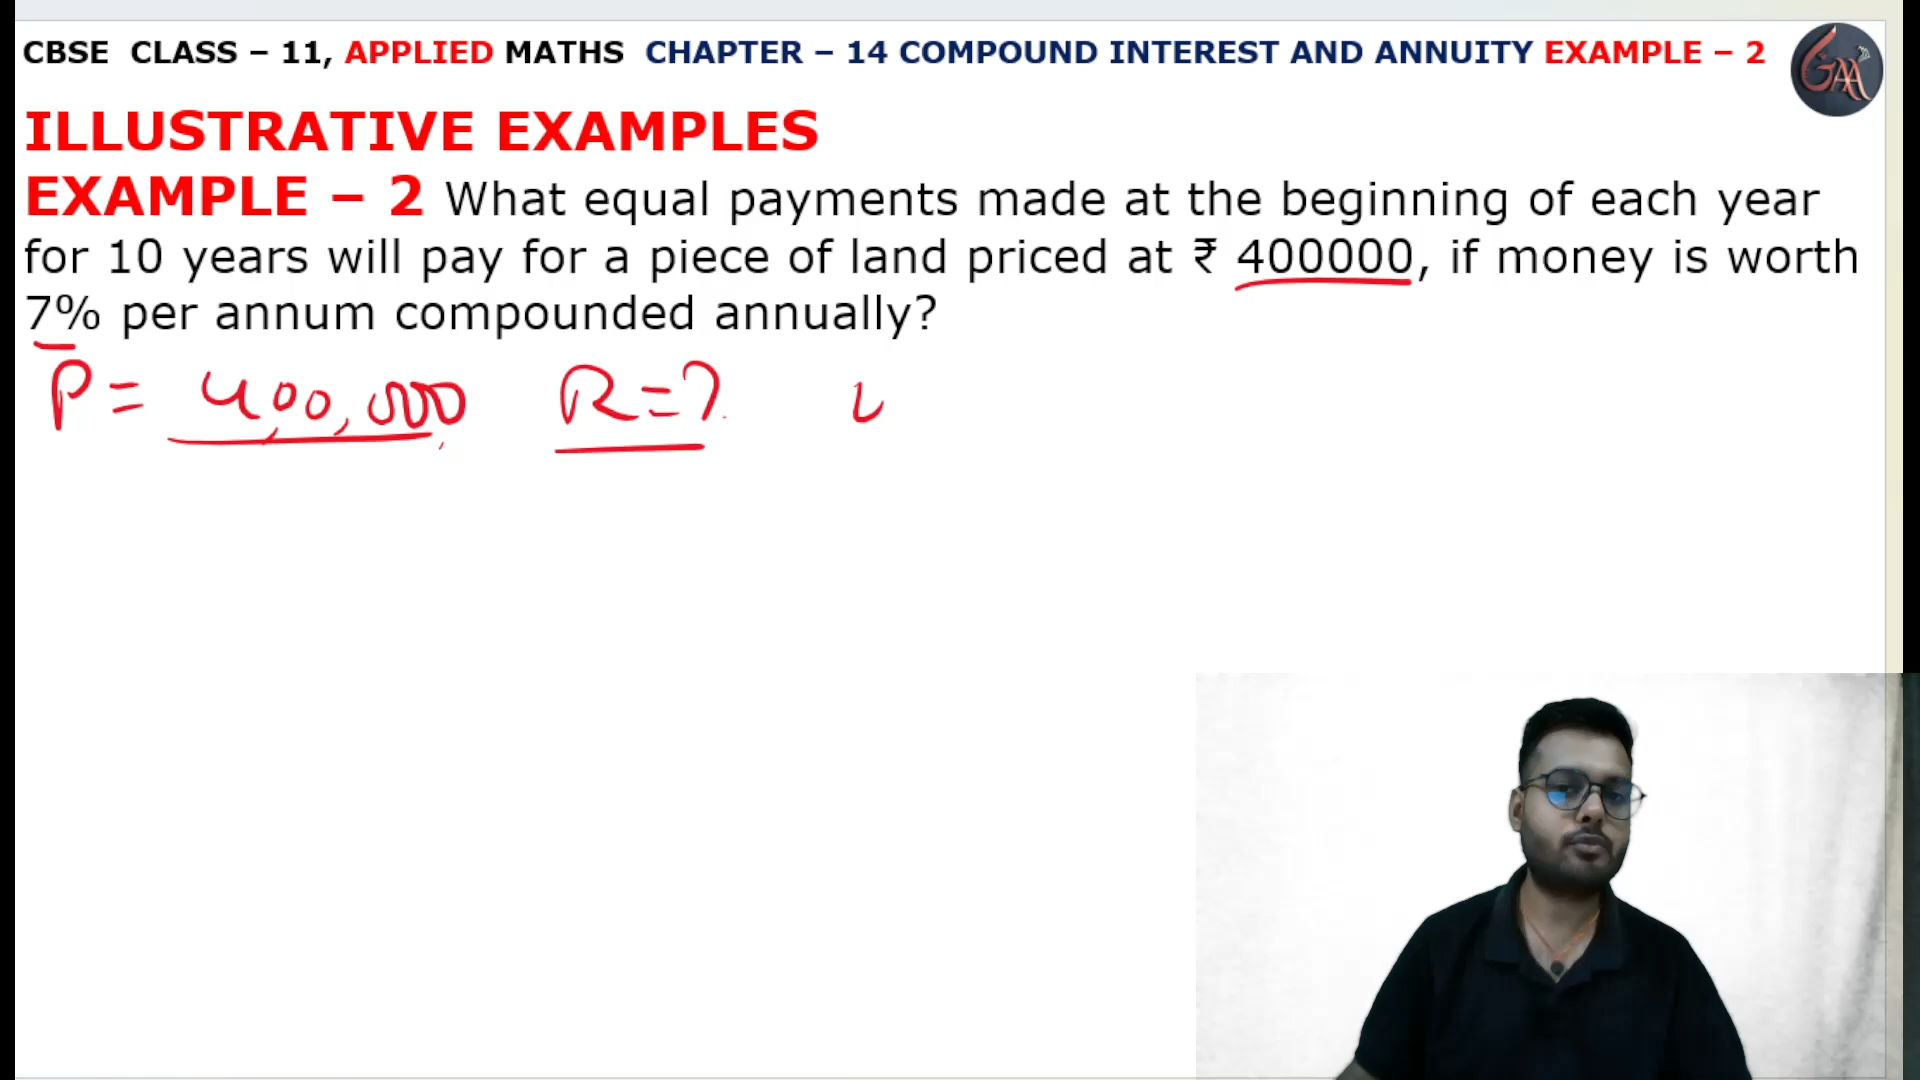 CBSE CLASS – 11, APPLIED MATHS CHAPTER – 14 COMPOUND INTEREST AND ANNUITY EXAMPLE – 2
GAA
ILLUSTRATIVE EXAMPLES
EXAMPLE – 2 What equal payments made at the beginning of each year
for 10 years will pay for a piece of land priced at ₹ 400000, if money is worth
7% per annum compounded annually?
P = 400,000 R = ? i